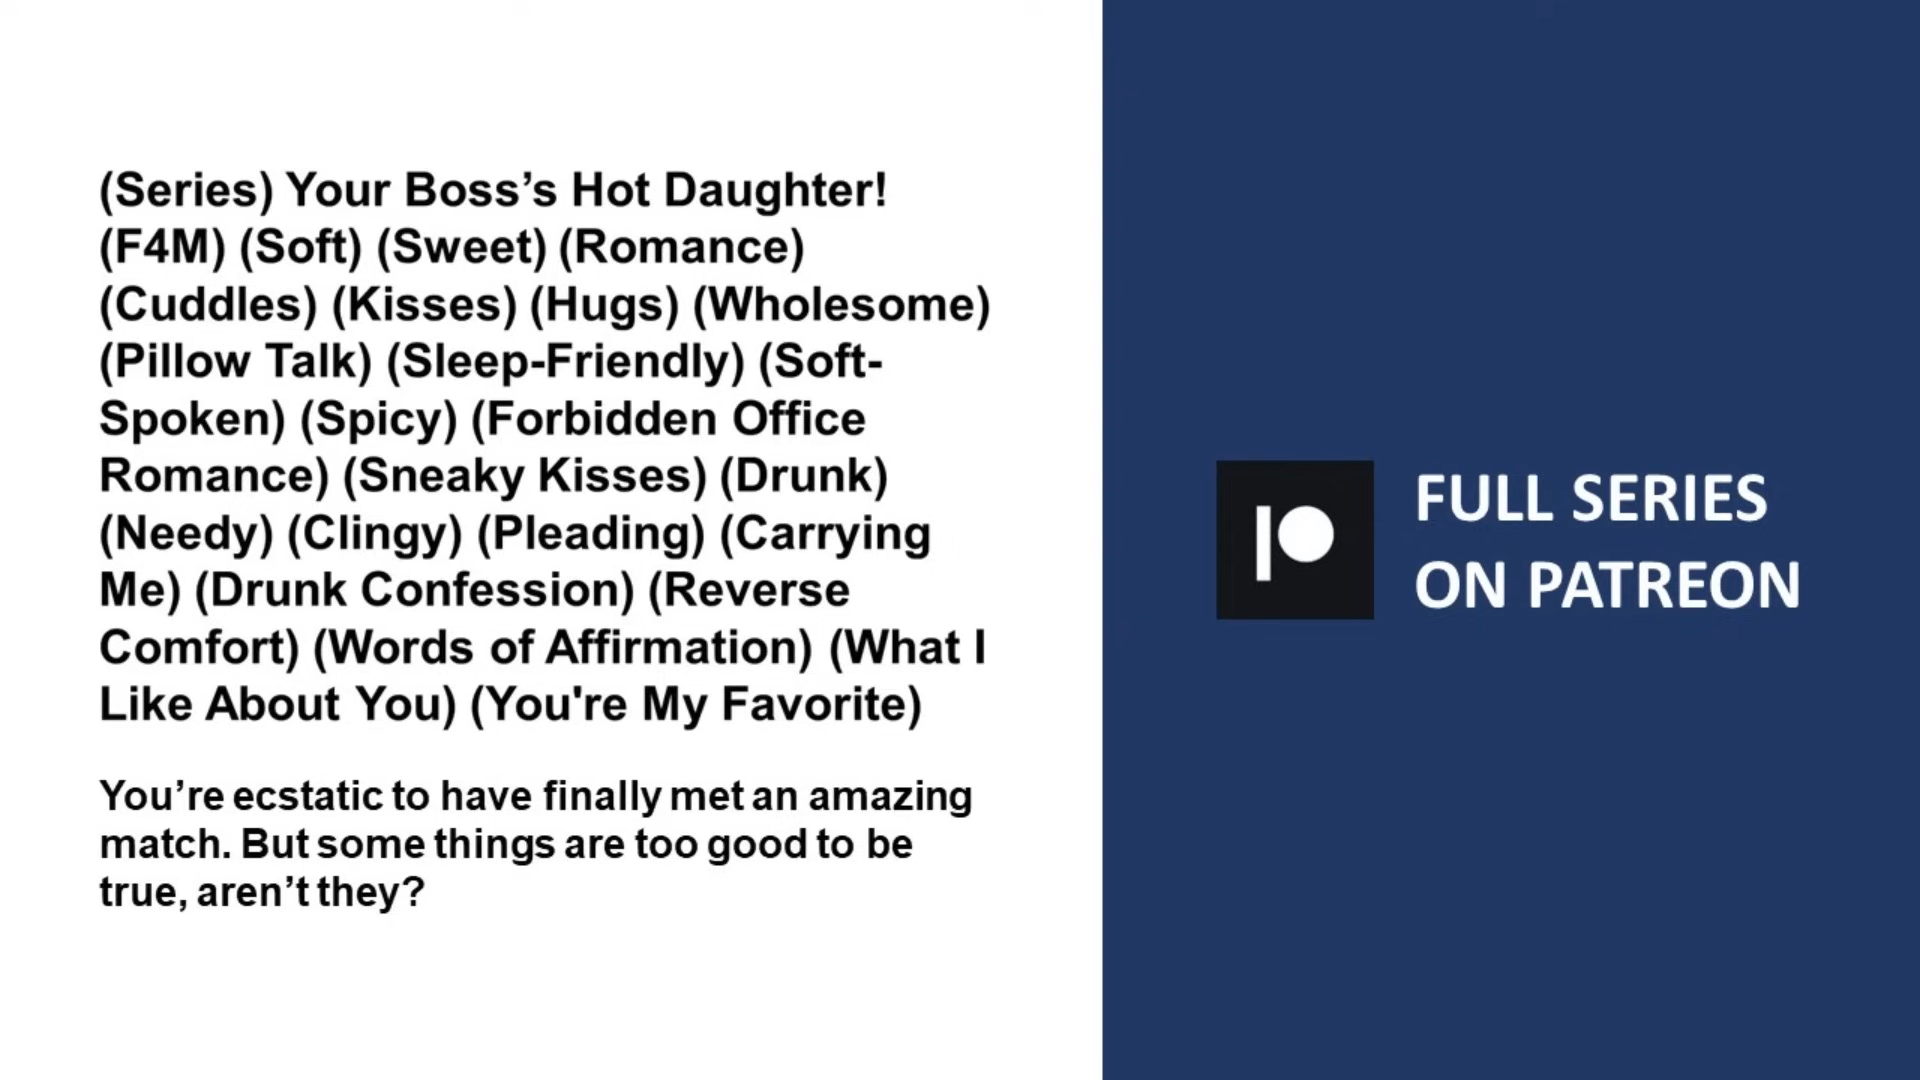 (Series) Your Boss’s Hot Daughter!
(F4M) (Soft) (Sweet) (Romance)
(Cuddles) (Kisses) (Hugs) (Wholesome)
(Pillow Talk) (Sleep-Friendly) (Soft-
Spoken) (Spicy) (Forbidden Office
Romance) (Sneaky Kisses) (Drunk)
(Needy) (Clingy) (Pleading) (Carrying
Me) (Drunk Confession) (Reverse
Comfort) (Words of Affirmation) (What I
Like About You) (You're My Favorite)
You’re ecstatic to have finally met an amazing
match. But some things are too good to be
true, aren’t they?
FULL SERIES
ON PATREON